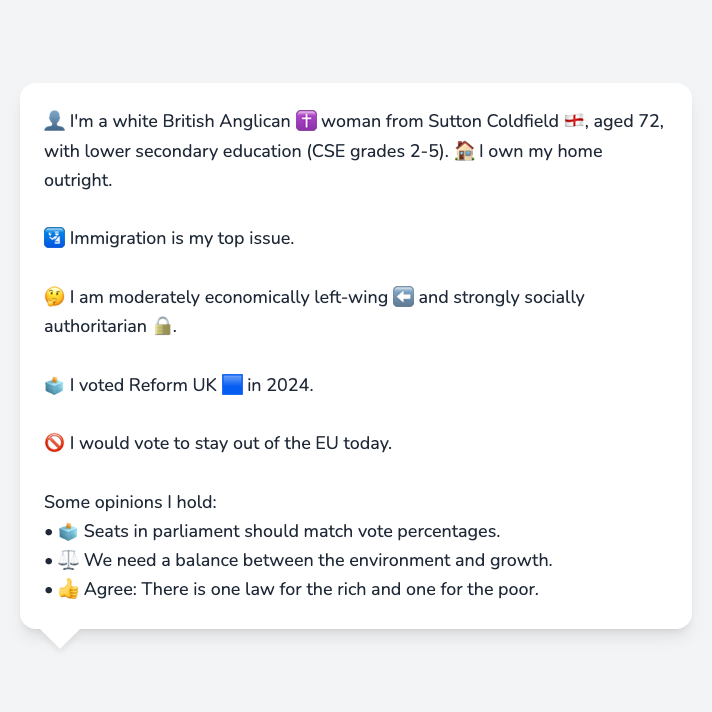 👤 I'm a white British Anglican ✝️ woman from Sutton Coldfield 🏴󠁧󠁢󠁥󠁮󠁧󠁿, aged 72,
with lower secondary education (CSE grades 2-5). 🏠 I own my home
outright.
🛂 Immigration is my top issue.
🤔 I am moderately economically left-wing ⬅️ and strongly socially
authoritarian 🔒.
🗳️ I voted Reform UK 🟦 in 2024.
🚫 I would vote to stay out of the EU today.
Some opinions I hold:
• 🗳️ Seats in parliament should match vote percentages.
• ⚖️ We need a balance between the environment and growth.
• 👍 Agree: There is one law for the rich and one for the poor.